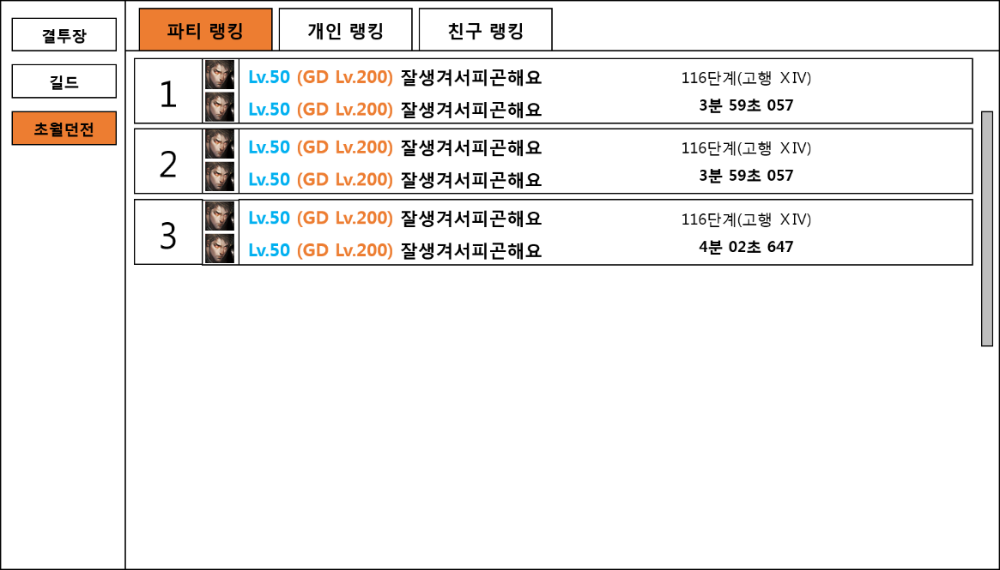 결투장
길드
초월던전
파티 랭킹
개인 랭킹
친구 랭킹
1
Lv.50 (GD Lv.200) 잘생겨서피곤해요
Lv.50 (GD Lv.200) 잘생겨서피곤해요
116단계(고행 XIV)
3분 59초 057
2
Lv.50 (GD Lv.200) 잘생겨서피곤해요
Lv.50 (GD Lv.200) 잘생겨서피곤해요
116단계(고행 XIV)
3분 59초 057
3
Lv.50 (GD Lv.200) 잘생겨서피곤해요
Lv.50 (GD Lv.200) 잘생겨서피곤해요
116단계(고행 XIV)
4분 02초 647